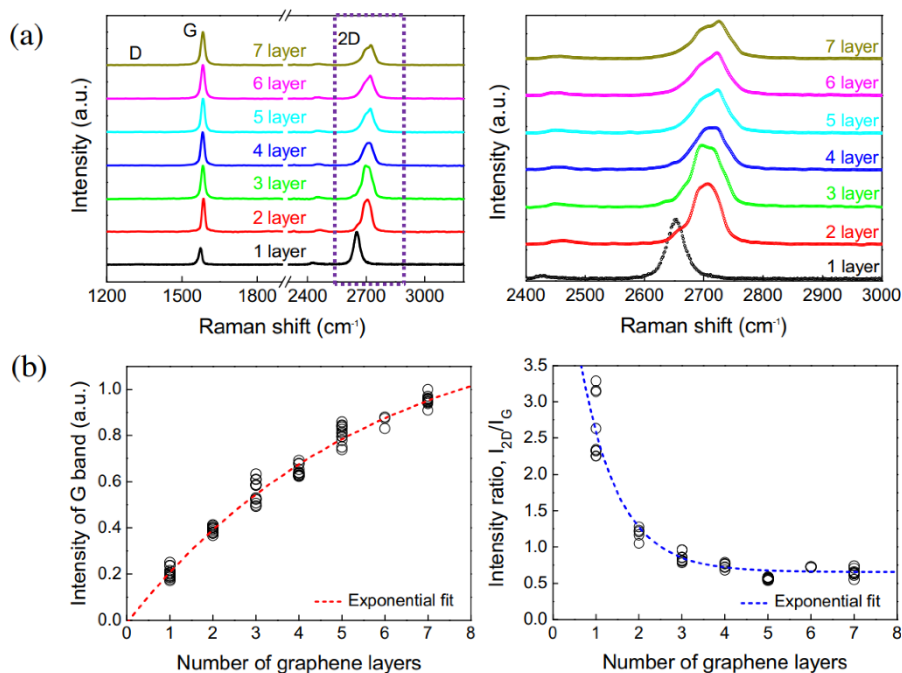 (a)
D
G
2D
7 layer
6 layer
5 layer
4 layer
3 layer
2 layer
1 layer
Intensity (a.u.)
1200 1500 1800 2400 2700 3000
Raman shift (cm⁻¹)
7 layer
6 layer
5 layer
4 layer
3 layer
2 layer
1 layer
Intensity (a.u.)
2400 2500 2600 2700 2800 2900 3000
Raman shift (cm⁻¹)
(b)
Intensity of G band (a.u.)
1.0
0.8
0.6
0.4
0.2
0.0
Exponential fit
0 1 2 3 4 5 6 7 8
Number of graphene layers
Intensity ratio, I2D/IG
3.5
3.0
2.5
2.0
1.5
1.0
0.5
0.0
Exponential fit
0 1 2 3 4 5 6 7 8
Number of graphene layers